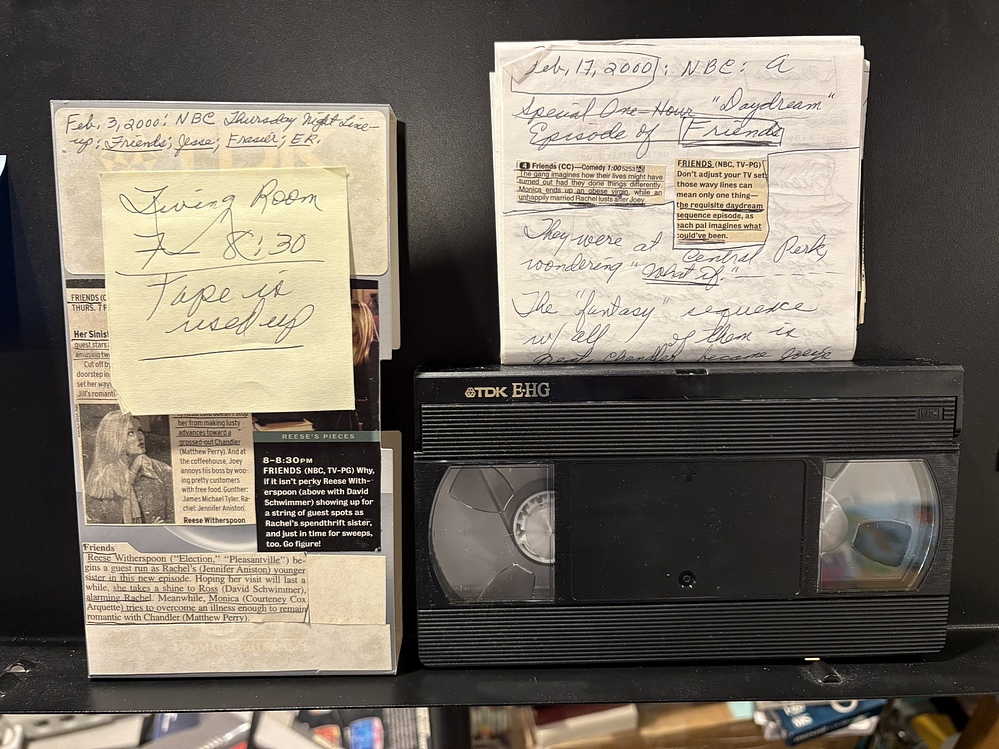 Feb. 3, 2000: NBC Thursday Night Line-
up: Friends; Jesse; Frasier; ER.
Living Room
8:30
Tape is
used up
FRIENDS (
THURS. 7 P
Her Sinist
guest stars
amusing tw
Cut off by
doorstep in
set her way
Jill's romanti
her from making lusty
advances toward a
grossed-out Chandler
(Matthew Perry). And at
the coffeehouse, Joey
annoys his boss by woo-
ing pretty customers
with free food. Gunther:
James Michael Tyler. Ra-
chel: Jennifer Aniston.
Reese Witherspoon
REESE'S PIECES
8-8:30PM
FRIENDS (NBC, TV-PG) Why,
if it isn't perky Reese With-
erspoon (above with David
Schwimmer) showing up for
a string of guest spots as
Rachel's spendthrift sister,
and just in time for sweeps,
too. Go figure!
Friends
Reese Witherspoon ("Election," "Pleasantville") be-
gins a guest run as Rachel's (Jennifer Aniston) younger
sister in this new episode. Hoping her visit will last a
while, she takes a shine to Ross (David Schwimmer),
alarming Rachel. Meanwhile, Monica (Courteney Cox
Arquette) tries to overcome an illness enough to remain
romantic with Chandler (Matthew Perry).
Feb, 17, 2000: NBC: A
Special One-Hour "Daydream"
Episode of Friends
4 Friends (CC)—Comedy 1:00
The gang imagines how their lives might have
turned out had they done things differently.
Monica ends up an obese virgin, while an
unhappily married Rachel lusts after Joey.
FRIENDS (NBC, TV-PG)
Don't adjust your TV set;
those wavy lines can
mean only one thing—
the requisite daydream
sequence episode, as
each pal imagines what
could've been.
They were at Central Perk,
wondering "What if."
The "fantasy" sequence
w/ all of them is
great. Chandler became
TDK E-HG